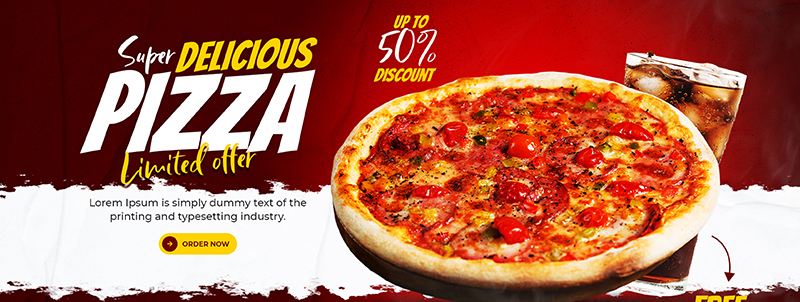 Super DELICIOUS
PIZZA
Limited offer
UP TO
50%
DISCOUNT
Lorem Ipsum is simply dummy text of the
printing and typesetting industry.
ORDER NOW
FREE